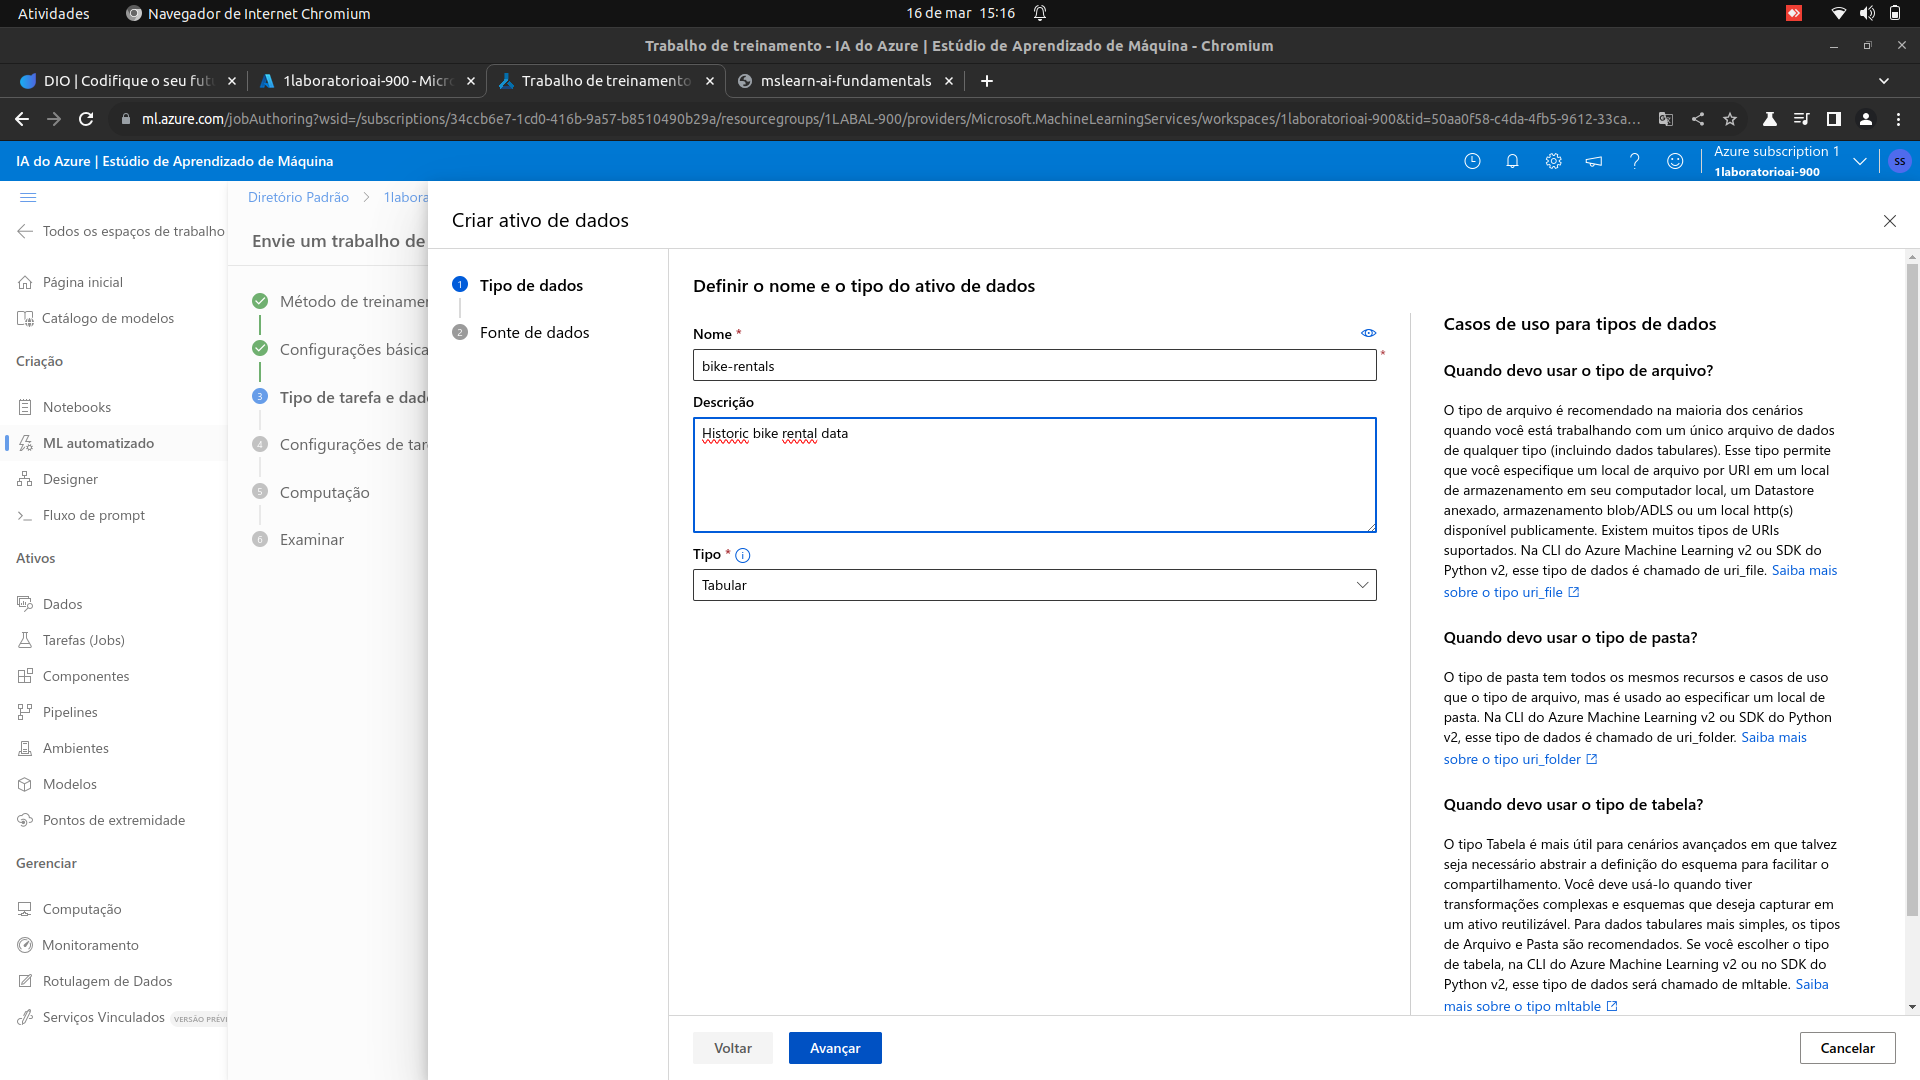 Atividades
Navegador de Internet Chromium
16 de mar 15:16
Trabalho de treinamento - IA do Azure | Estúdio de Aprendizado de Máquina - Chromium
DIO | Codifique o seu fut
1laboratorioai-900 - Micr
Trabalho de treinamento
mslearn-ai-fundamentals
ml.azure.com/jobAuthoring?wsid=/subscriptions/34ccb6e7-1cd0-416b-9a57-b8510490b29a/resourcegroups/1LABAL-900/providers/Microsoft.MachineLearningServices/workspaces/1laboratorioai-900&tid=50aa0f58-c4da-4fb5-9612-33ca...
IA do Azure | Estúdio de Aprendizado de Máquina
Azure subscription 1
1laboratorioai-900
SS
Todos os espaços de trabalho
Página inicial
Catálogo de modelos
Criação
Notebooks
ML automatizado
Designer
Fluxo de prompt
Ativos
Dados
Tarefas (Jobs)
Componentes
Pipelines
Ambientes
Modelos
Pontos de extremidade
Gerenciar
Computação
Monitoramento
Rotulagem de Dados
Serviços Vinculados VERSÃO PRÉVI
Diretório Padrão
1labora
Envie um trabalho de
Método de treinamen
Configurações básica
3 Tipo de tarefa e dado
4 Configurações de tar
5 Computação
6 Examinar
Criar ativo de dados
1 Tipo de dados
2 Fonte de dados
Definir o nome e o tipo do ativo de dados
Nome *
bike-rentals
*
Descrição
Historic bike rental data
Tipo *
Tabular
Casos de uso para tipos de dados
Quando devo usar o tipo de arquivo?
O tipo de arquivo é recomendado na maioria dos cenários
quando você está trabalhando com um único arquivo de dados
de qualquer tipo (incluindo dados tabulares). Esse tipo permite
que você especifique um local de arquivo por URI em um local
de armazenamento em seu computador local, um Datastore
anexado, armazenamento blob/ADLS ou um local http(s)
disponível publicamente. Existem muitos tipos de URIs
suportados. Na CLI do Azure Machine Learning v2 ou SDK do
Python v2, esse tipo de dados é chamado de uri_file. Saiba mais
sobre o tipo uri_file
Quando devo usar o tipo de pasta?
O tipo de pasta tem todos os mesmos recursos e casos de uso
que o tipo de arquivo, mas é usado ao especificar um local de
pasta. Na CLI do Azure Machine Learning v2 ou SDK do Python
v2, esse tipo de dados é chamado de uri_folder. Saiba mais
sobre o tipo uri_folder
Quando devo usar o tipo de tabela?
O tipo Tabela é mais útil para cenários avançados em que talvez
seja necessário abstrair a definição do esquema para facilitar o
compartilhamento. Você deve usá-lo quando tiver
transformações complexas e esquemas que deseja capturar em
um ativo reutilizável. Para dados tabulares mais simples, os tipos
de Arquivo e Pasta são recomendados. Se você escolher o tipo
de tabela, na CLI do Azure Machine Learning v2 ou no SDK do
Python v2, esse tipo de dados será chamado de mltable. Saiba
mais sobre o tipo mltable
Voltar
Avançar
Cancelar